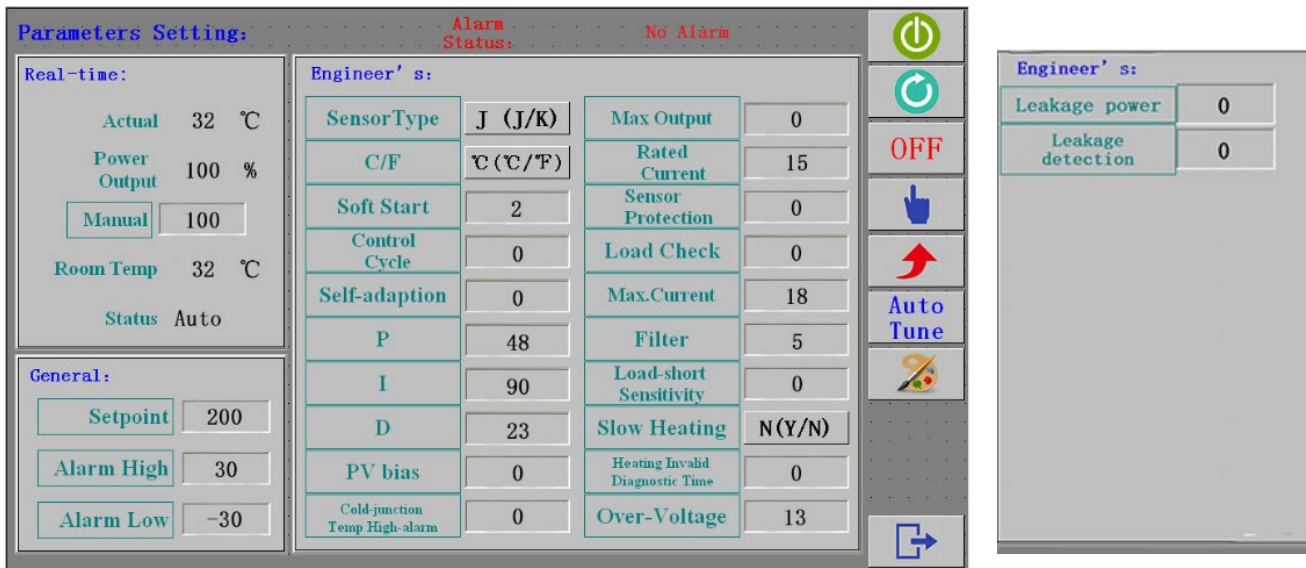 Parameters Setting:
Alarm
Status:
No Alarm
Real-time:
Actual 32 ℃
Power
Output
100 %
Manual 100
Room Temp 32 ℃
Status Auto
General:
Setpoint 200
Alarm High 30
Alarm Low -30
Engineer's:
SensorType J (J/K)
C/F ℃(℃/℉)
Soft Start 2
Control
Cycle
0
Self-adaption 0
P 48
I 90
D 23
PV bias 0
Cold-junction
Temp High-alarm
0
Max Output 0
Rated
Current
15
Sensor
Protection
0
Load Check 0
Max.Current 18
Filter 5
Load-short
Sensitivity
0
Slow Heating N(Y/N)
Heating Invalid
Diagnostic Time
0
Over-Voltage 13
OFF
Auto
Tune
Engineer's:
Leakage power 0
Leakage
detection
0